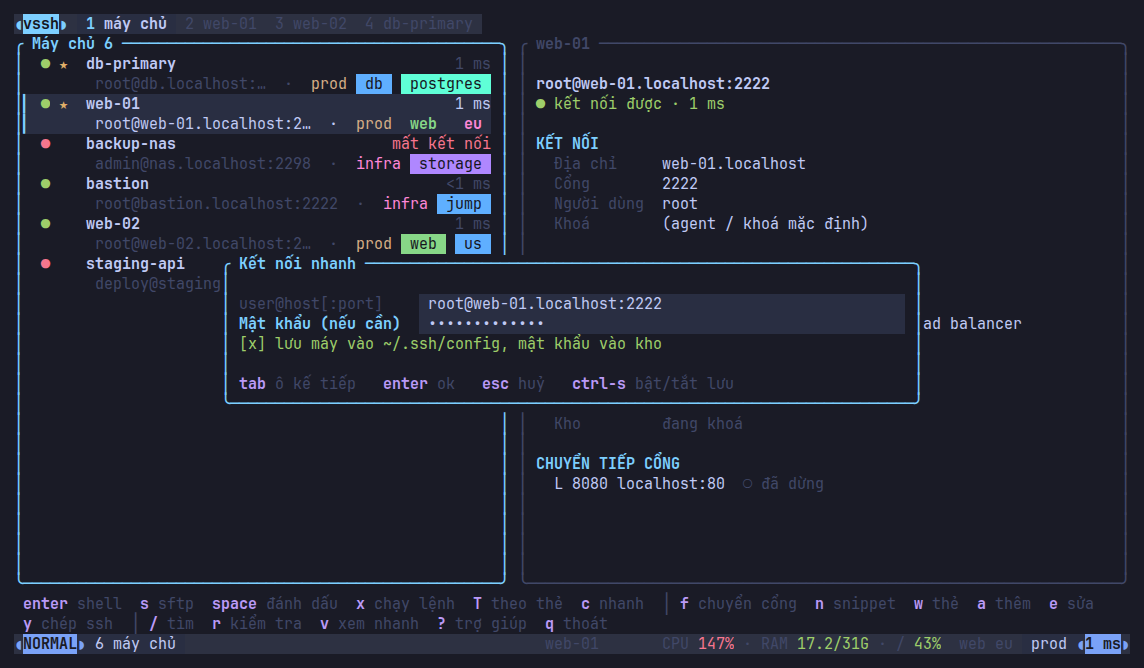 vssh 1 máy chủ 2 web-01 3 web-02 4 db-primary
Máy chủ 6
★ db-primary 1 ms
root@db.localhost:… · prod db postgres
★ web-01 1 ms
root@web-01.localhost:2… · prod web eu
backup-nas mất kết nối
admin@nas.localhost:2298 · infra storage
bastion <1 ms
root@bastion.localhost:2222 · infra jump
web-02 1 ms
root@web-02.localhost:2… · prod web us
staging-api
deploy@staging
web-01
root@web-01.localhost:2222
● kết nối được · 1 ms
KẾT NỐI
Địa chỉ web-01.localhost
Cổng 2222
Người dùng root
Khoá (agent / khoá mặc định)
ad balancer
Kho đang khoá
CHUYỂN TIẾP CỔNG
L 8080 localhost:80 ○ đã dừng
Kết nối nhanh
user@host[:port] root@web-01.localhost:2222
Mật khẩu (nếu cần) •••••••••••••
[x] lưu máy vào ~/.ssh/config, mật khẩu vào kho
tab ô kế tiếp enter ok esc huỷ ctrl-s bật/tắt lưu
enter shell s sftp space đánh dấu x chạy lệnh T theo thẻ c nhanh │ f chuyển cổng n snippet w thẻ a thêm e sửa
y chép ssh │ / tìm r kiểm tra v xem nhanh ? trợ giúp q thoát
NORMAL 6 máy chủ web-01 CPU 147% · RAM 17.2/31G · / 43% web eu prod 1 ms